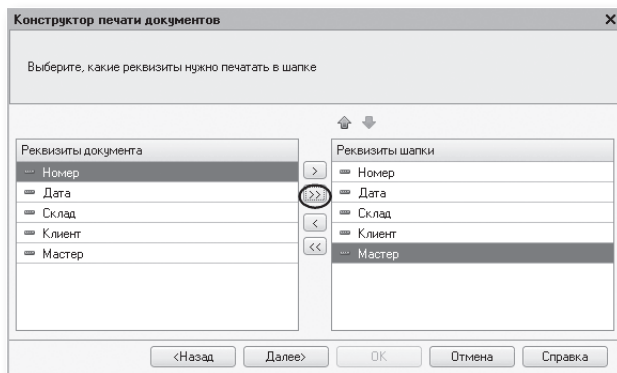 Конструктор печати документов
Выберите, какие реквизиты нужно печатать в шапке
Реквизиты документа
Номер
Дата
Склад
Клиент
Мастер
>
>>
<
<<
Реквизиты шапки
Номер
Дата
Склад
Клиент
Мастер
<Назад Далее> ОК Отмена Справка